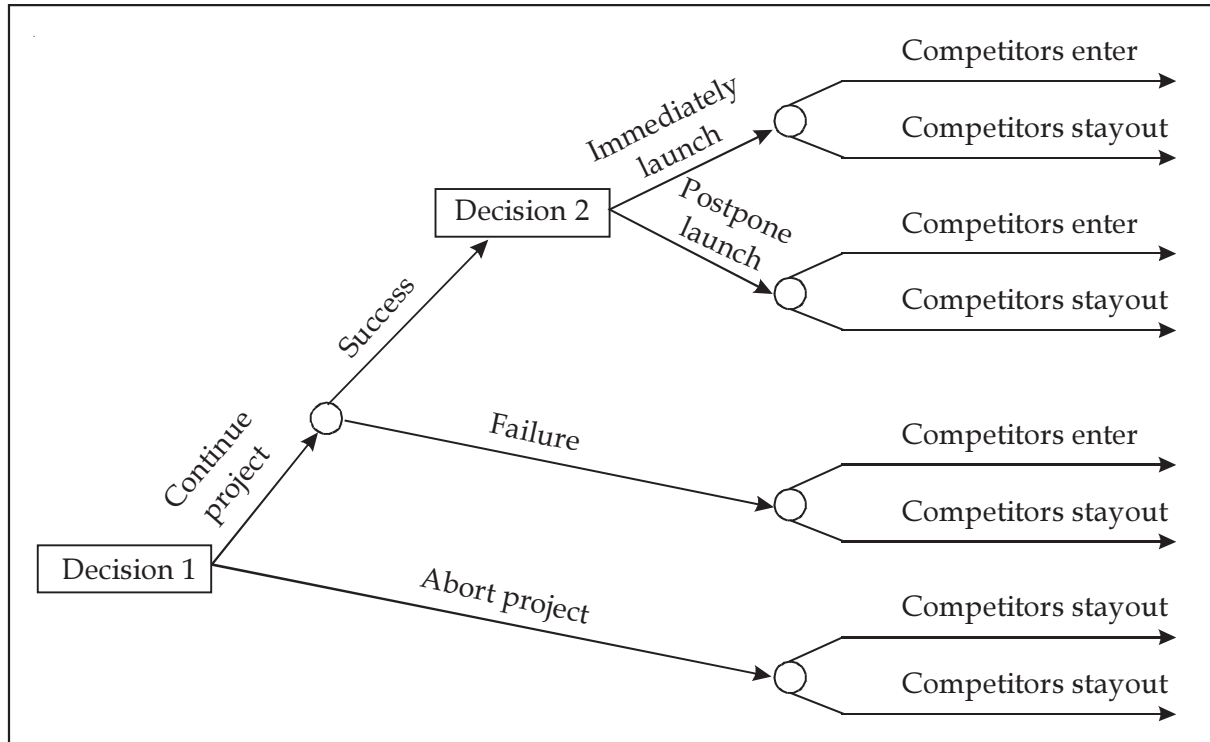 Competitors enter
Competitors stayout
Immediately
launch
Decision 2
Postpone
launch
Competitors enter
Competitors stayout
Success
Continue
project
Failure
Competitors enter
Competitors stayout
Decision 1
Abort project
Competitors stayout
Competitors stayout